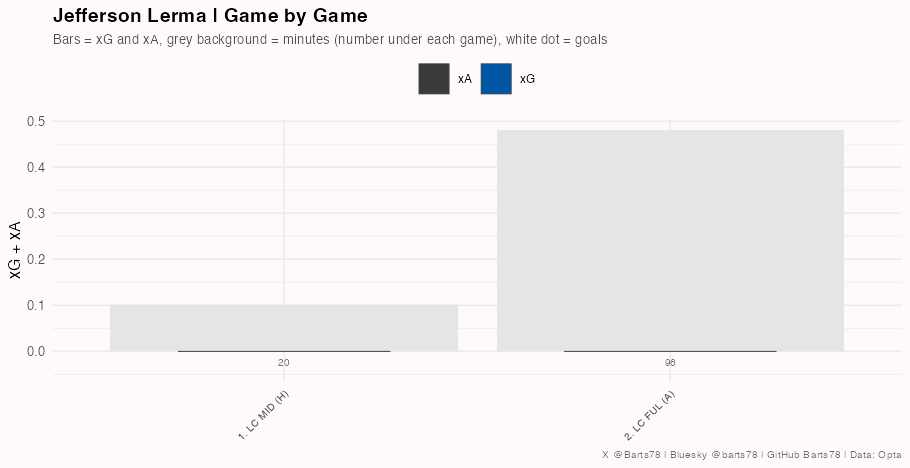 Jefferson Lerma | Game by Game
Bars = xG and xA, grey background = minutes (number under each game), white dot = goals
xA xG
xG + xA
0.5
0.4
0.3
0.2
0.1
0.0
20 96
1. LC MID (H) 2. LC FUL (A)
X @Barts78 | Bluesky @barts78 | GitHub Barts78 | Data: Opta